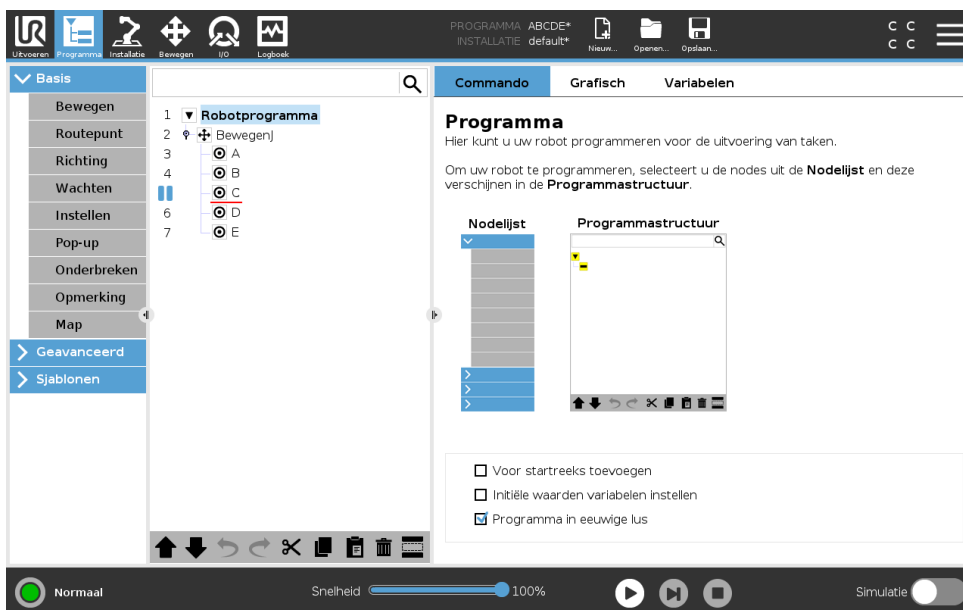 UR
Uitvoeren Programma Installatie Bewegen I/O Logboek
PROGRAMMA ABCDE*
INSTALLATIE default*
Nieuw... Openen... Opslaan...
C C
C C
Basis
Bewegen
Routepunt
Richting
Wachten
Instellen
Pop-up
Onderbreken
Opmerking
Map
Geavanceerd
Sjablonen
1 Robotprogramma
2 BewegenJ
3 A
4 B
C
6 D
7 E
Commando Grafisch Variabelen
Programma
Hier kunt u uw robot programmeren voor de uitvoering van taken.
Om uw robot te programmeren, selecteert u de nodes uit de Nodelijst en deze
verschijnen in de Programmastructuur.
Nodelijst Programmastructuur
Voor startreeks toevoegen
Initiële waarden variabelen instellen
Programma in eeuwige lus
Normaal
Snelheid 100%
Simulatie